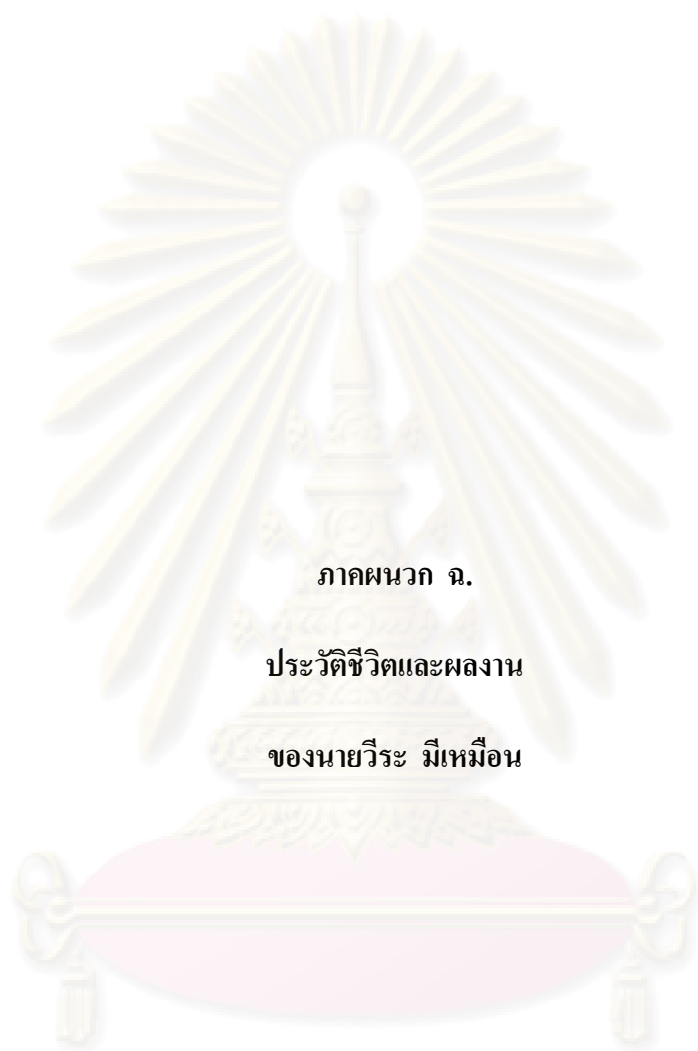 ภาคผนวก ฉ.
ประวัติชีวิตและผลงาน
ของนายวีระ มีเหมือน